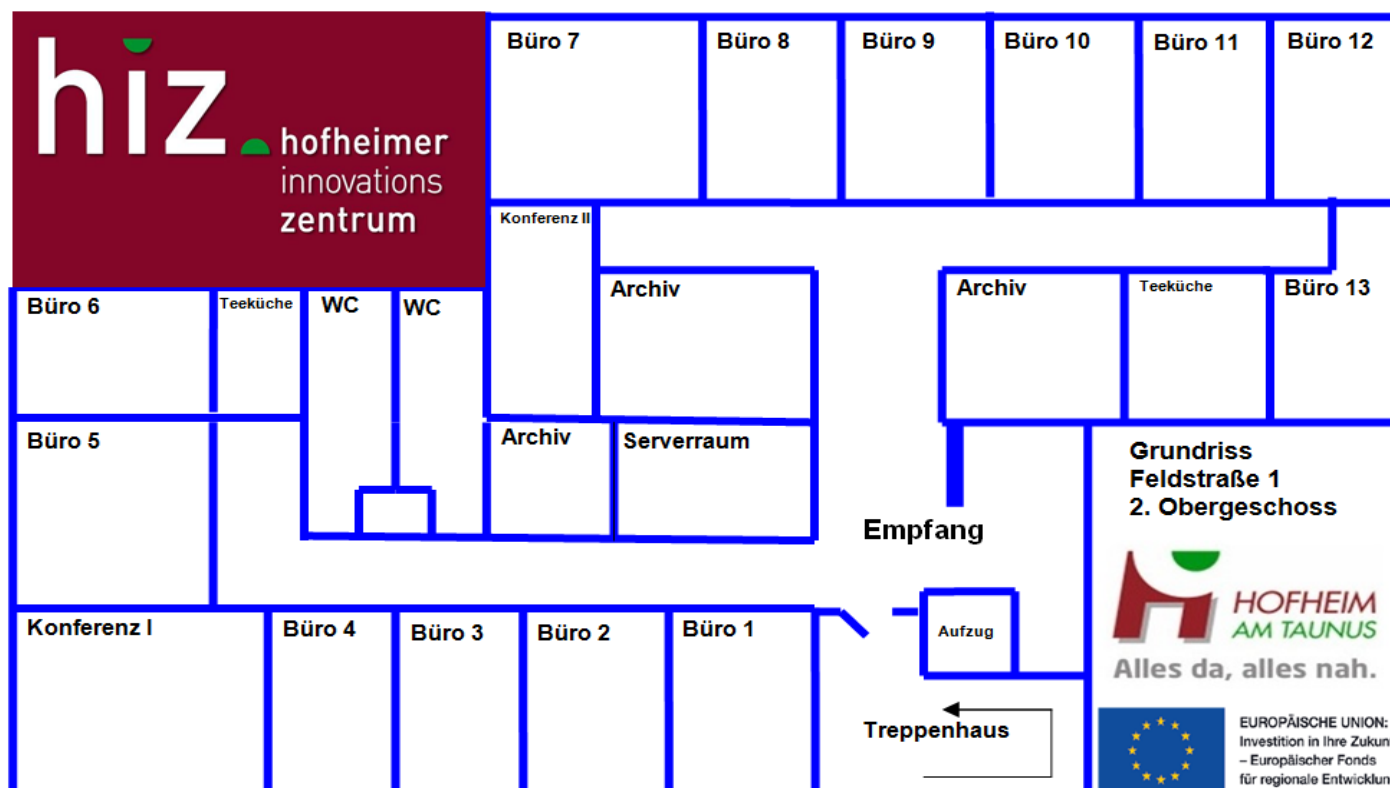 hiz.
hofheimer
innovations
zentrum
Büro 7
Büro 8
Büro 9
Büro 10
Büro 11
Büro 12
Konferenz II
Büro 6
Teeküche
WC
WC
Archiv
Archiv
Teeküche
Büro 13
Büro 5
Archiv
Serverraum
Grundriss
Feldstraße 1
2. Obergeschoss
Empfang
HOFHEIM
AM TAUNUS
Alles da, alles nah.
Konferenz I
Büro 4
Büro 3
Büro 2
Büro 1
Aufzug
Treppenhaus
EUROPÄISCHE UNION:
Investition in Ihre Zukun
– Europäischer Fonds
für regionale Entwicklun